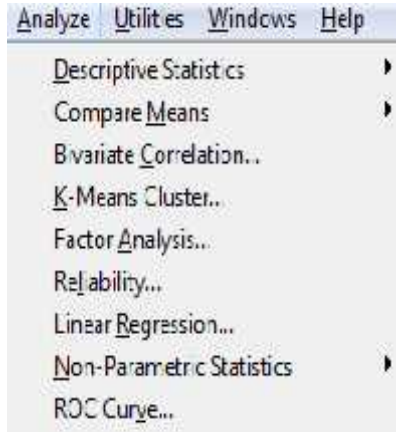 Analyze Utilities Windows Help
Descriptive Statistics
Compare Means
Bivariate Correlation...
K-Means Cluster...
Factor Analysis...
Reliability...
Linear Regression...
Non-Parametric Statistics
ROC Curve...